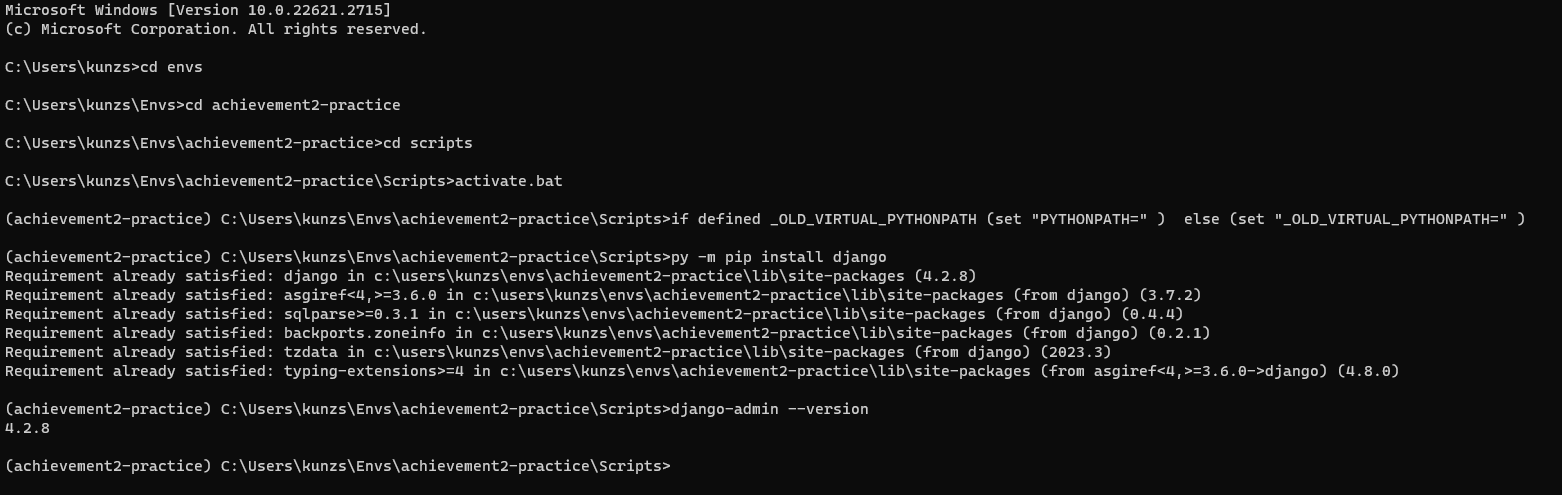 Microsoft Windows [Version 10.0.22621.2715]
(c) Microsoft Corporation. All rights reserved.
C:\Users\kunzs>cd envs
C:\Users\kunzs\Envs>cd achievement2-practice
C:\Users\kunzs\Envs\achievement2-practice>cd scripts
C:\Users\kunzs\Envs\achievement2-practice\Scripts>activate.bat
(achievement2-practice) C:\Users\kunzs\Envs\achievement2-practice\Scripts>if defined _OLD_VIRTUAL_PYTHONPATH (set "PYTHONPATH=" )  else (set "_OLD_VIRTUAL_PYTHONPATH=" )
(achievement2-practice) C:\Users\kunzs\Envs\achievement2-practice\Scripts>py -m pip install django
Requirement already satisfied: django in c:\users\kunzs\envs\achievement2-practice\lib\site-packages (4.2.8)
Requirement already satisfied: asgiref<4,>=3.6.0 in c:\users\kunzs\envs\achievement2-practice\lib\site-packages (from django) (3.7.2)
Requirement already satisfied: sqlparse>=0.3.1 in c:\users\kunzs\envs\achievement2-practice\lib\site-packages (from django) (0.4.4)
Requirement already satisfied: backports.zoneinfo in c:\users\kunzs\envs\achievement2-practice\lib\site-packages (from django) (0.2.1)
Requirement already satisfied: tzdata in c:\users\kunzs\envs\achievement2-practice\lib\site-packages (from django) (2023.3)
Requirement already satisfied: typing-extensions>=4 in c:\users\kunzs\envs\achievement2-practice\lib\site-packages (from asgiref<4,>=3.6.0->django) (4.8.0)
(achievement2-practice) C:\Users\kunzs\Envs\achievement2-practice\Scripts>django-admin --version
4.2.8
(achievement2-practice) C:\Users\kunzs\Envs\achievement2-practice\Scripts>